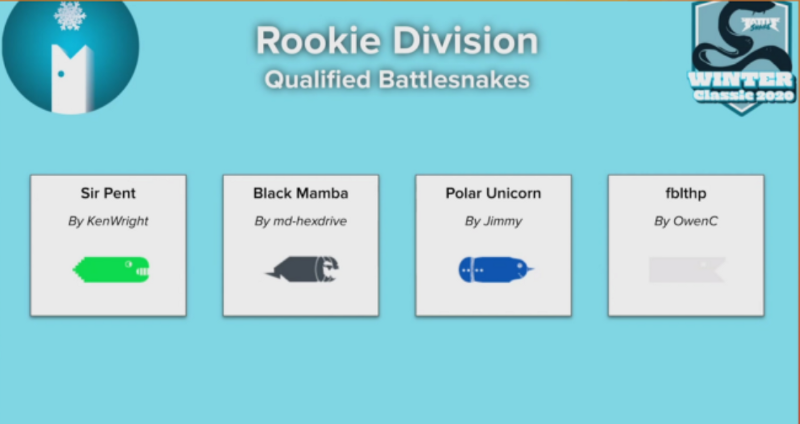 Rookie Division
Qualified Battlesnakes
WINTER
Classic 2020
Sir Pent
By KenWright
Black Mamba
By md-hexdrive
Polar Unicorn
By Jimmy
fblthp
By OwenC